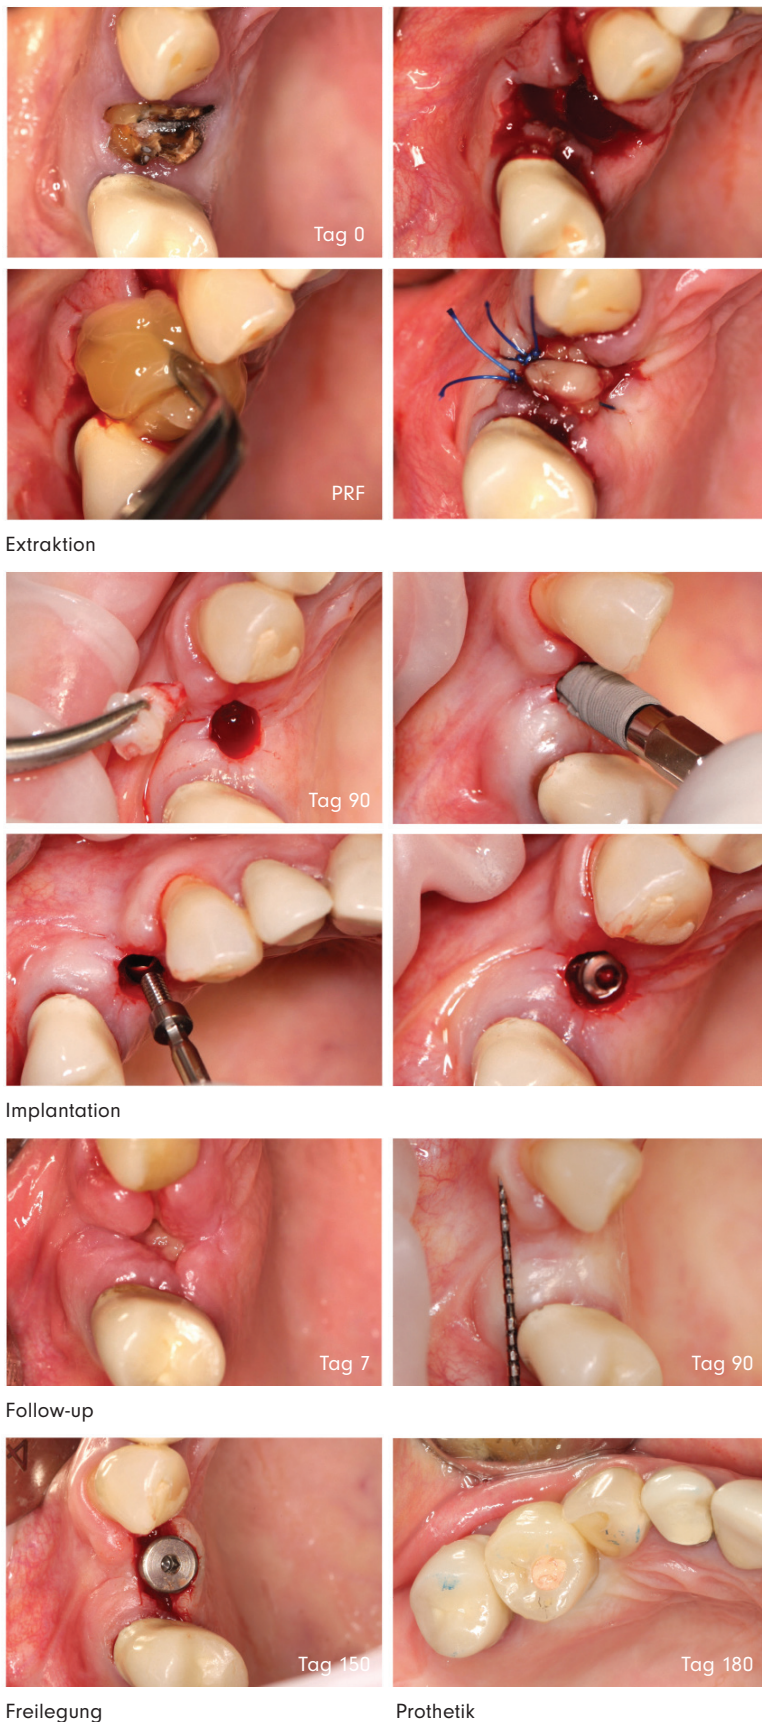 Tag 0
PRF
Extraktion
Tag 90
Implantation
Tag 7
Tag 90
Follow-up
Tag 150
Tag 180
Freilegung
Prothetik